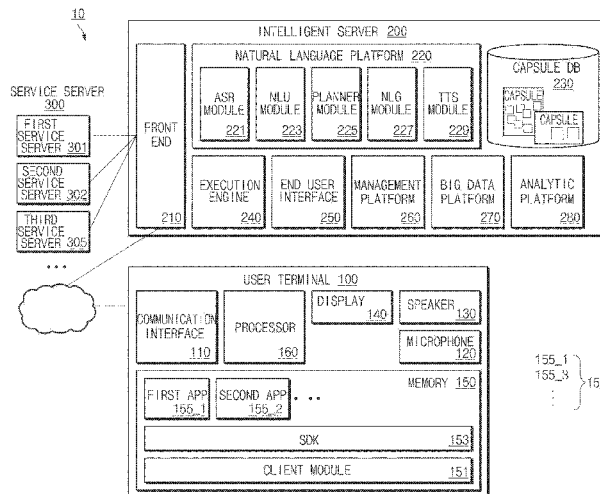 10
INTELLIGENT SERVER 200
NATURAL LANGUAGE PLATFORM 220
CAPSULE DB
230
SERVICE SERVER
300
FIRST
SERVICE
SERVER 301
SECOND
SERVICE
SERVER 302
THIRD
SERVICE
SERVER 305
...
FRONT
END
210
ASR
MODULE
221
NLU
MODULE
223
PLANNER
MODULE
225
NLG
MODULE
227
TTS
MODULE
229
CAPSULE
CAPSULE
EXECUTION
ENGINE
240
END USER
INTERFACE
250
MANAGEMENT
PLATFORM
260
BIG DATA
PLATFORM
270
ANALYTIC
PLATFORM
280
USER TERMINAL 100
COMMUNICATION
INTERFACE
110
PROCESSOR
160
DISPLAY
140
SPEAKER
130
MICROPHONE
120
MEMORY 150
FIRST APP
155_1
SECOND APP
155_2
...
SDK 153
CLIENT MODULE 151
155_1
155_3
⋮
15